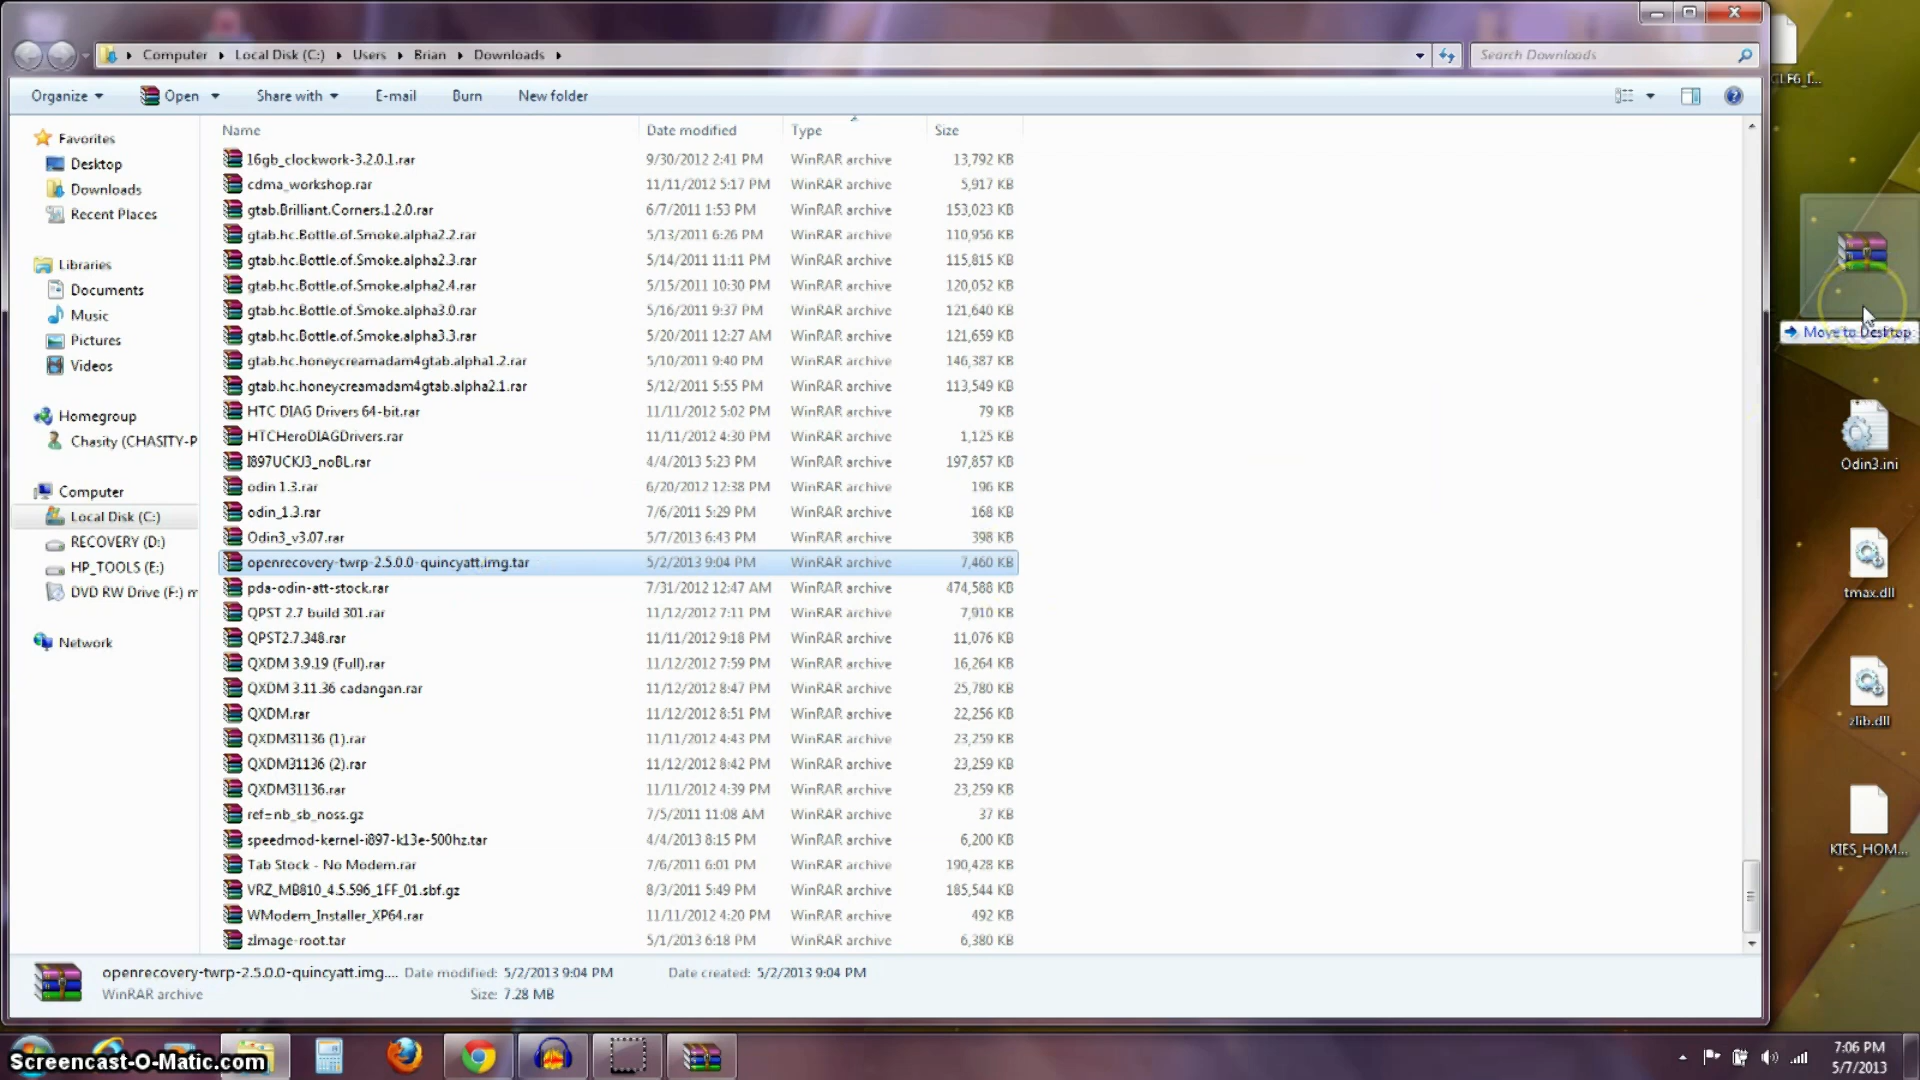 Computer Local Disk (C:) Users Brian Downloads
Search Downloads
Organize Open Share with E-mail Burn New folder
Name Date modified Type Size
Favorites
Desktop
Downloads
Recent Places
Libraries
Documents
Music
Pictures
Videos
Homegroup
Chasity (CHASITY-P
Computer
Local Disk (C:)
RECOVERY (D:)
HP_TOOLS (E:)
DVD RW Drive (F:) m
Network
16gb_clockwork-3.2.0.1.rar 9/30/2012 2:41 PM WinRAR archive 13,792 KB
cdma_workshop.rar 11/11/2012 5:17 PM WinRAR archive 5,917 KB
gtab.Brilliant.Corners.1.2.0.rar 6/7/2011 1:53 PM WinRAR archive 153,023 KB
gtab.hc.Bottle.of.Smoke.alpha2.2.rar 5/13/2011 6:26 PM WinRAR archive 110,956 KB
gtab.hc.Bottle.of.Smoke.alpha2.3.rar 5/14/2011 11:11 PM WinRAR archive 115,815 KB
gtab.hc.Bottle.of.Smoke.alpha2.4.rar 5/15/2011 10:30 PM WinRAR archive 120,052 KB
gtab.hc.Bottle.of.Smoke.alpha3.0.rar 5/16/2011 9:37 PM WinRAR archive 121,640 KB
gtab.hc.Bottle.of.Smoke.alpha3.3.rar 5/20/2011 12:27 AM WinRAR archive 121,659 KB
gtab.hc.honeycreamadam4gtab.alpha1.2.rar 5/10/2011 9:40 PM WinRAR archive 146,387 KB
gtab.hc.honeycreamadam4gtab.alpha2.1.rar 5/12/2011 5:55 PM WinRAR archive 113,549 KB
HTC DIAG Drivers 64-bit.rar 11/11/2012 5:02 PM WinRAR archive 79 KB
HTCHeroDIAGDrivers.rar 11/11/2012 4:30 PM WinRAR archive 1,125 KB
I897UCKJ3_noBL.rar 4/4/2013 5:23 PM WinRAR archive 197,857 KB
odin 1.3.rar 6/20/2012 12:38 PM WinRAR archive 196 KB
odin_1.3.rar 7/6/2011 5:29 PM WinRAR archive 168 KB
Odin3_v3.07.rar 5/7/2013 6:43 PM WinRAR archive 398 KB
openrecovery-twrp-2.5.0.0-quincyatt.img.tar 5/2/2013 9:04 PM WinRAR archive 7,460 KB
pda-odin-att-stock.rar 7/31/2012 12:47 AM WinRAR archive 474,588 KB
QPST 2.7 build 301.rar 11/12/2012 7:11 PM WinRAR archive 7,910 KB
QPST2.7.348.rar 11/11/2012 9:18 PM WinRAR archive 11,076 KB
QXDM 3.9.19 (Full).rar 11/12/2012 7:59 PM WinRAR archive 16,264 KB
QXDM 3.11.36 cadangan.rar 11/12/2012 8:47 PM WinRAR archive 25,780 KB
QXDM.rar 11/12/2012 8:51 PM WinRAR archive 22,256 KB
QXDM31136 (1).rar 11/11/2012 4:43 PM WinRAR archive 23,259 KB
QXDM31136 (2).rar 11/12/2012 8:42 PM WinRAR archive 23,259 KB
QXDM31136.rar 11/11/2012 4:39 PM WinRAR archive 23,259 KB
ref=nb_sb_noss.gz 7/5/2011 11:08 AM WinRAR archive 37 KB
speedmod-kernel-i897-k13e-500hz.tar 4/4/2013 8:15 PM WinRAR archive 6,200 KB
Tab Stock - No Modem.rar 7/6/2011 6:01 PM WinRAR archive 190,428 KB
VRZ_MB810_4.5.596_1FF_01.sbf.gz 8/3/2011 5:49 PM WinRAR archive 185,544 KB
WModem_Installer_XP64.rar 11/11/2012 4:20 PM WinRAR archive 492 KB
zImage-root.tar 5/1/2013 6:18 PM WinRAR archive 6,380 KB
openrecovery-twrp-2.5.0.0-quincyatt.img.... Date modified: 5/2/2013 9:04 PM Date created: 5/2/2013 9:04 PM
WinRAR archive Size: 7.28 MB
Move to Desktop
Odin3.ini
tmax.dll
zlib.dll
KIES_HOM...
Screencast-O-Matic.com
7:06 PM
5/7/2013